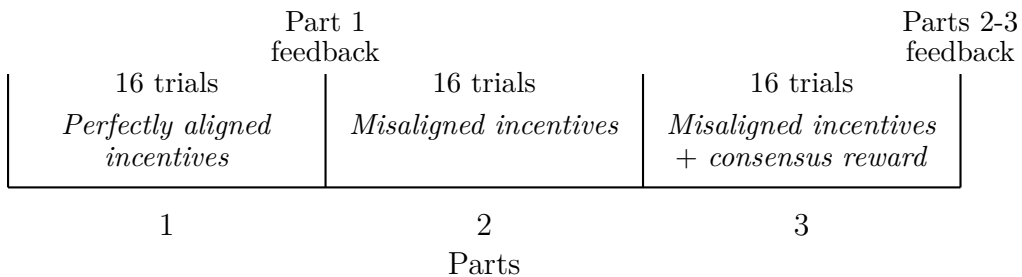 Part 1
feedback
Parts 2-3
feedback
16 trials
16 trials
16 trials
Perfectly aligned
incentives
Misaligned incentives
Misaligned incentives
+ consensus reward
1
2
3
Parts